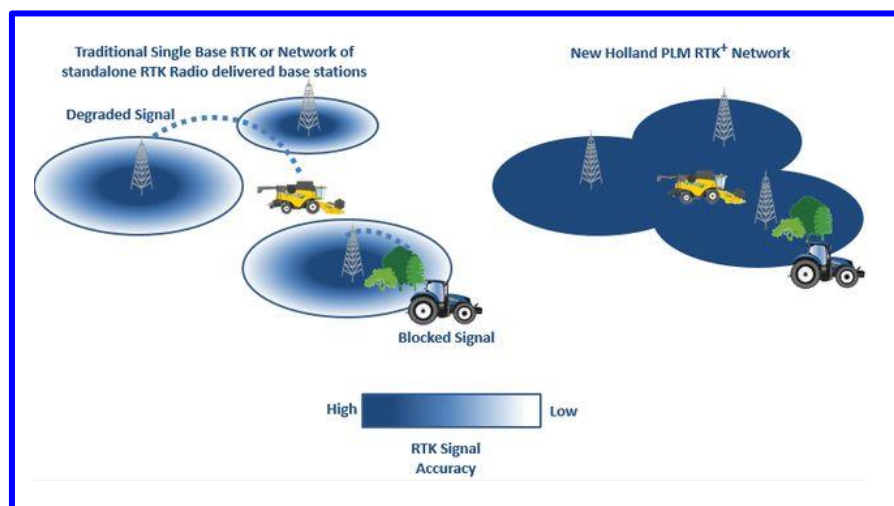 Traditional Single Base RTK or Network of
standalone RTK Radio delivered base stations
New Holland PLM RTK+ Network
Degraded Signal
Blocked Signal
High
Low
RTK Signal
Accuracy